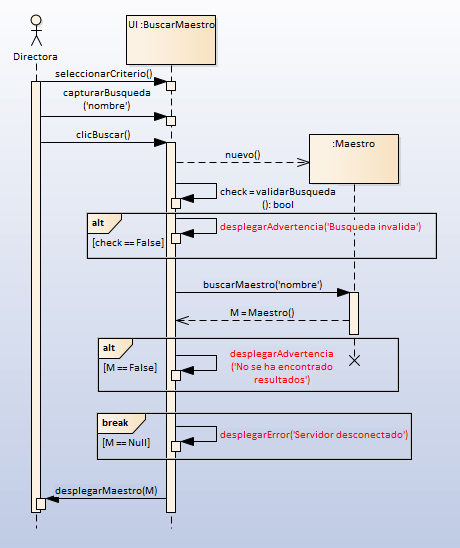 UI :BuscarMaestro
Directora
seleccionarCriterio()
capturarBusqueda
('nombre')
clicBuscar()
:Maestro
nuevo()
check = validarBusqueda
(): bool
alt
desplegarAdvertencia('Busqueda invalida')
[check == False]
buscarMaestro('nombre')
M = Maestro()
alt
desplegarAdvertencia
[M == False]
('No se ha encontrado
resultados')
break
desplegarError('Servidor desconectado')
[M == Null]
desplegarMaestro(M)